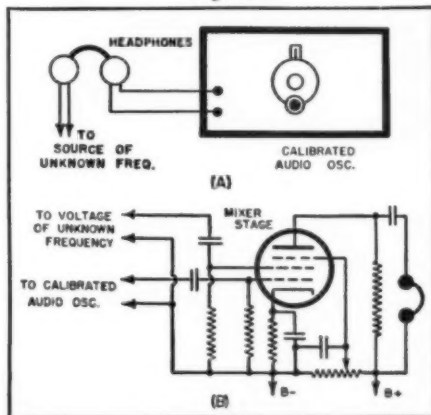 HEADPHONES
TO
SOURCE OF
UNKNOWN FREQ.
CALIBRATED
AUDIO OSC.
(A)
TO VOLTAGE
OF UNKNOWN
FREQUENCY
MIXER
STAGE
TO CALIBRATED
AUDIO OSC.
B-
B+
(B)